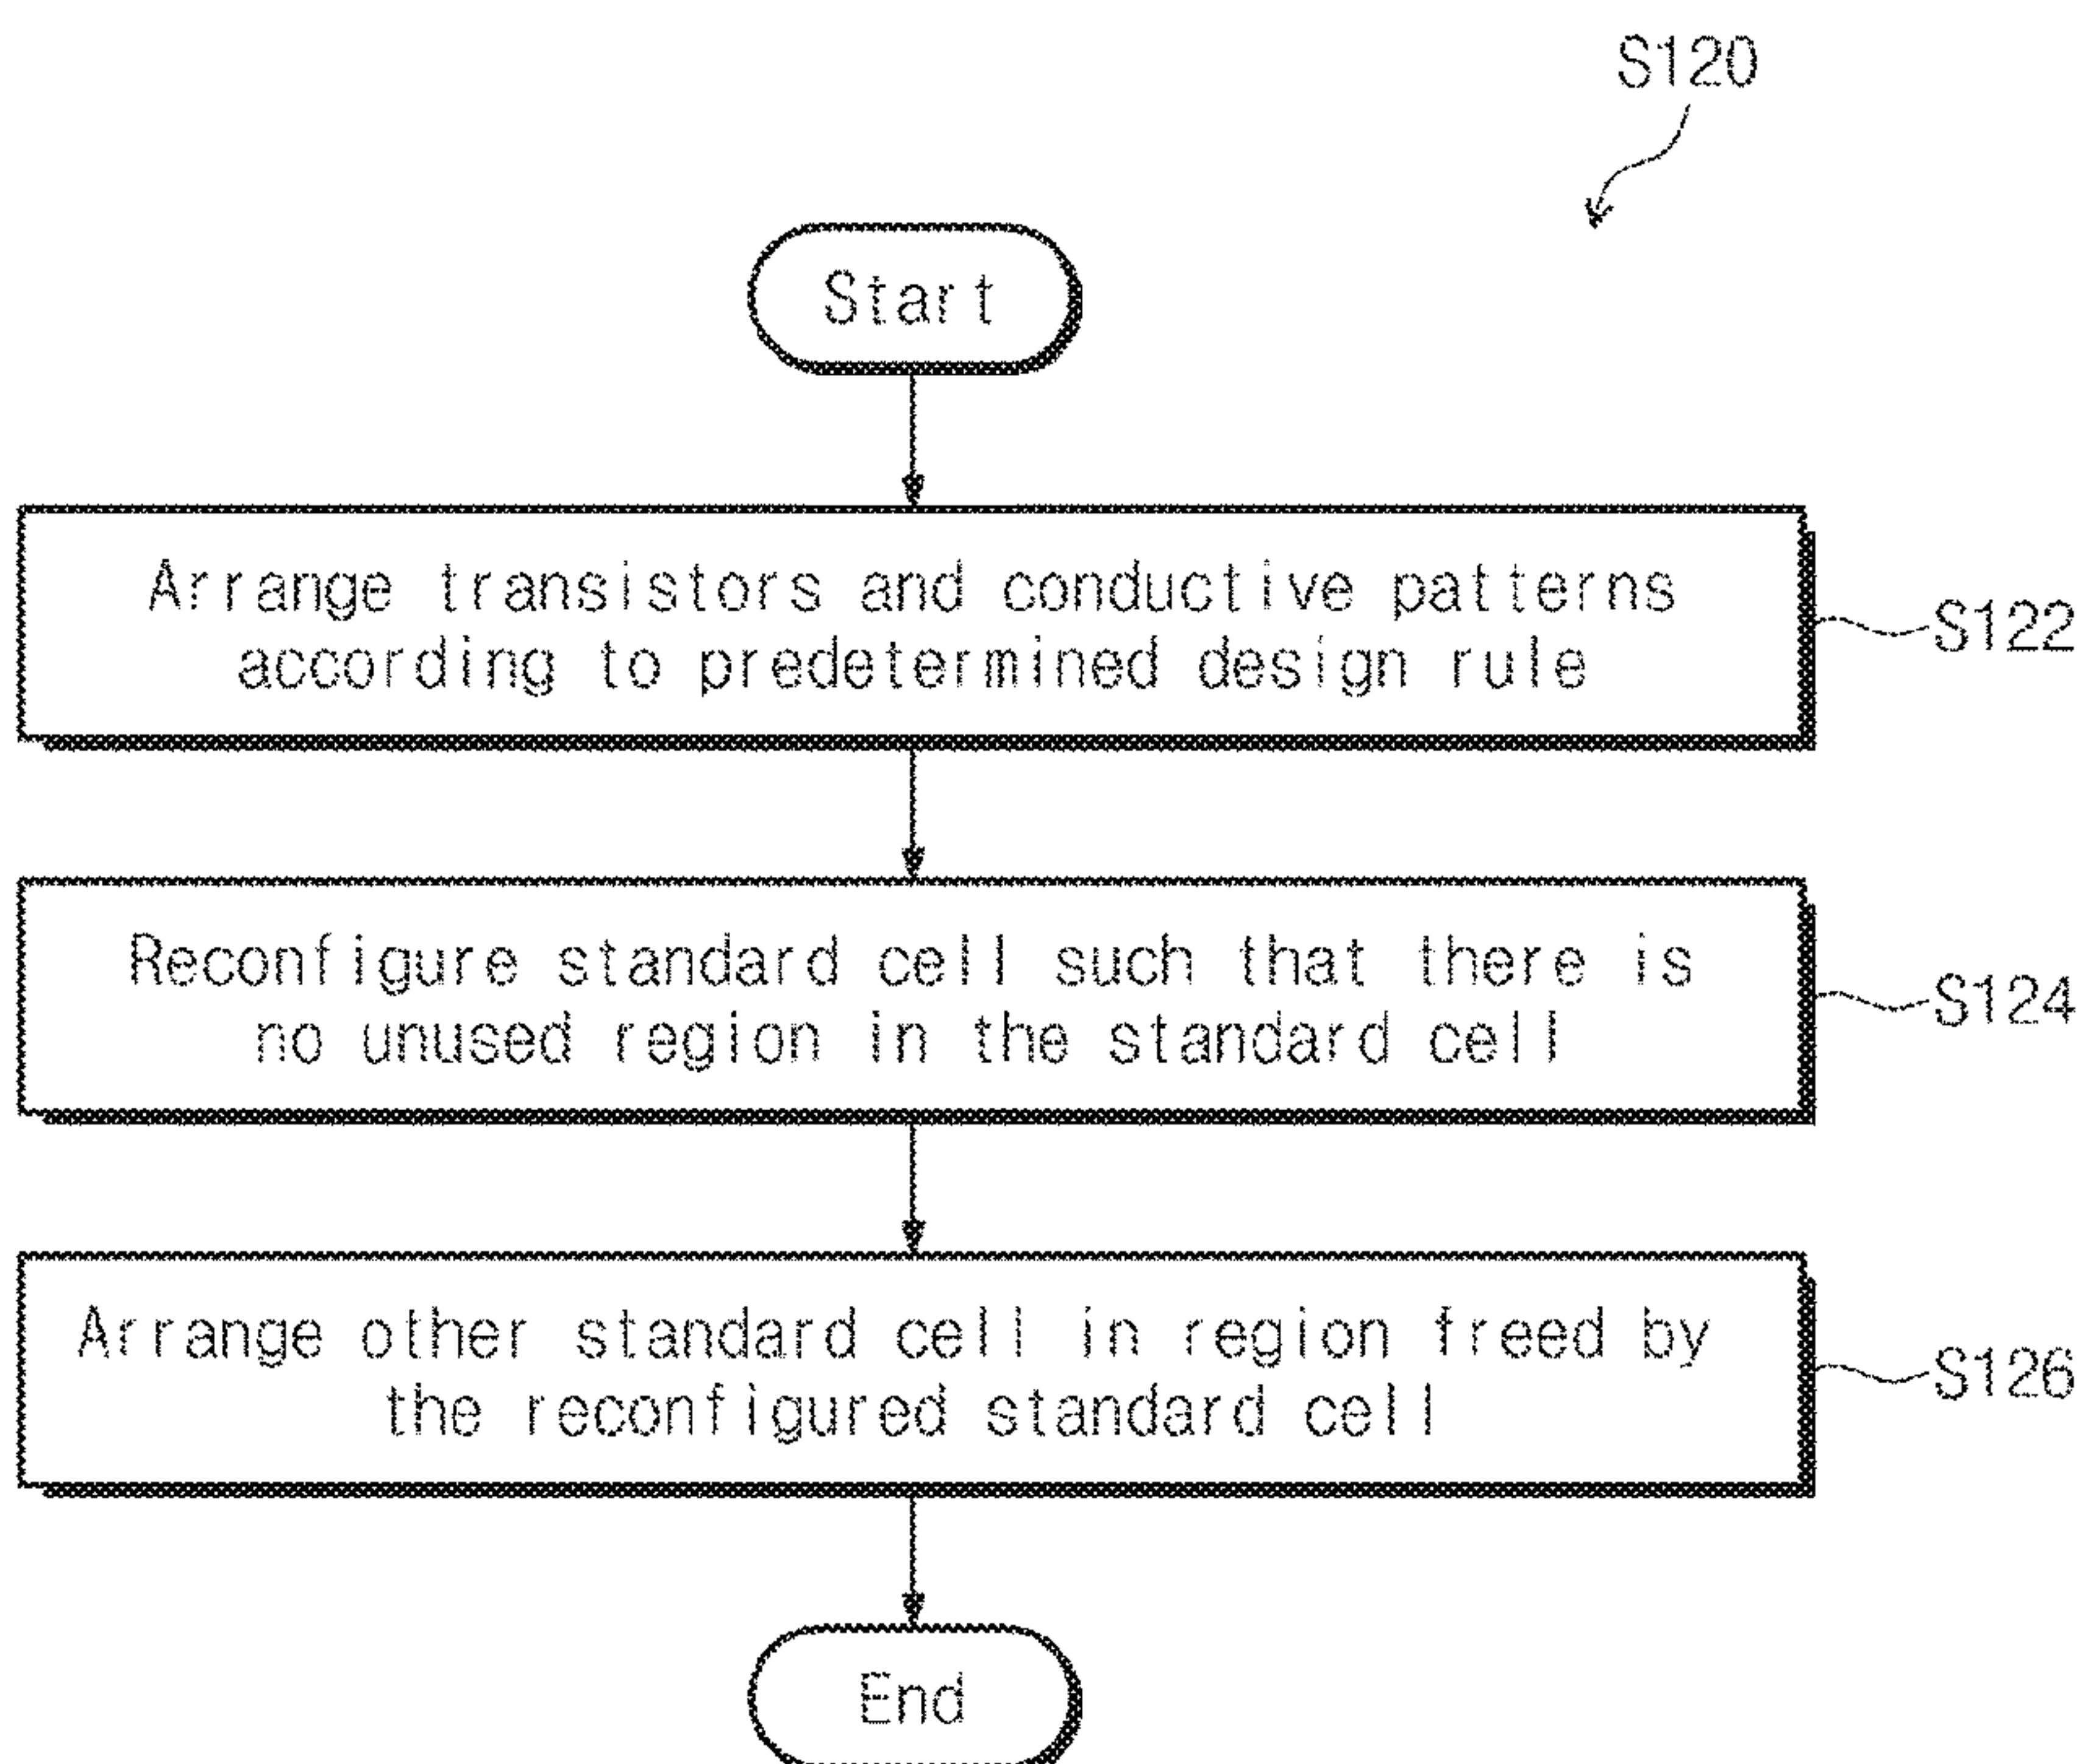 S120
Start
Arrange transistors and conductive patterns
according to predetermined design rule
S122
Reconfigure standard cell such that there is
no unused region in the standard cell
S124
Arrange other standard cell in region freed by
the reconfigured standard cell
S126
End